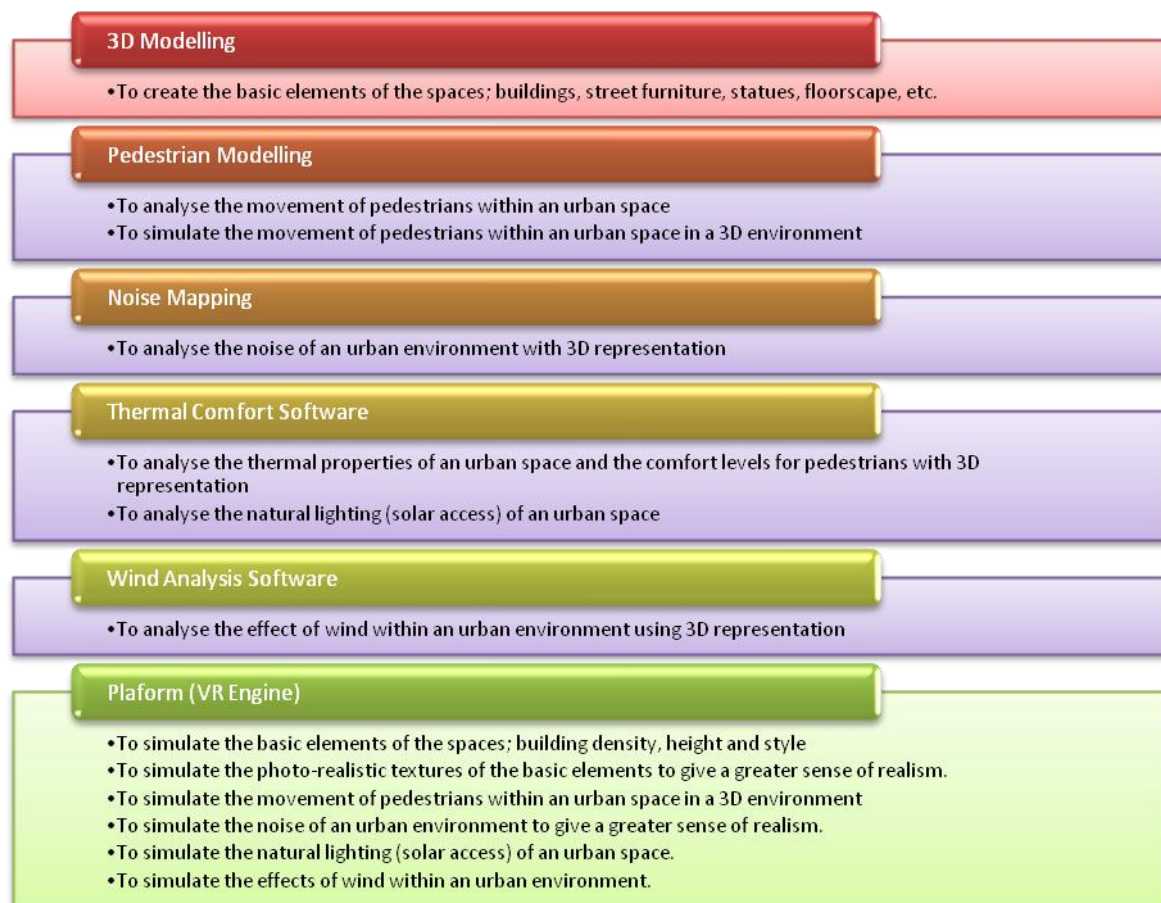 3D Modelling
•To create the basic elements of the spaces; buildings, street furniture, statues, floorscape, etc.
Pedestrian Modelling
•To analyse the movement of pedestrians within an urban space
•To simulate the movement of pedestrians within an urban space in a 3D environment
Noise Mapping
•To analyse the noise of an urban environment with 3D representation
Thermal Comfort Software
•To analyse the thermal properties of an urban space and the comfort levels for pedestrians with 3D
representation
•To analyse the natural lighting (solar access) of an urban space
Wind Analysis Software
•To analyse the effect of wind within an urban environment using 3D representation
Plaform (VR Engine)
•To simulate the basic elements of the spaces; building density, height and style
•To simulate the photo-realistic textures of the basic elements to give a greater sense of realism.
•To simulate the movement of pedestrians within an urban space in a 3D environment
•To simulate the noise of an urban environment to give a greater sense of realism.
•To simulate the natural lighting (solar access) of an urban space.
•To simulate the effects of wind within an urban environment.